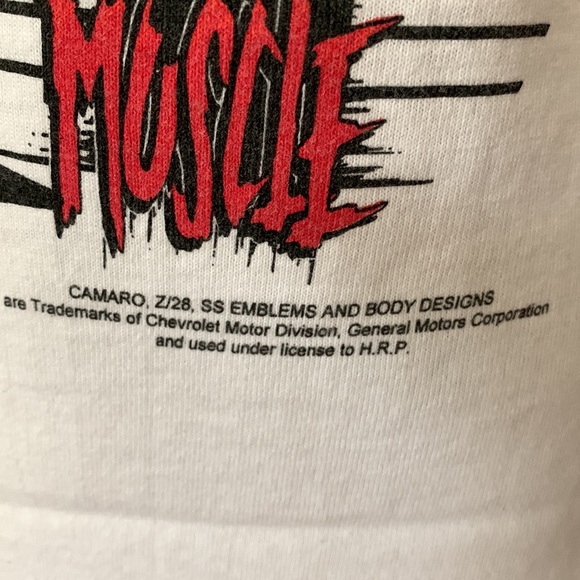 MUSCLE
CAMARO, Z/28, SS EMBLEMS AND BODY DESIGNS
are Trademarks of Chevrolet Motor Division, General Motors Corporation
and used under license to H.R.P.